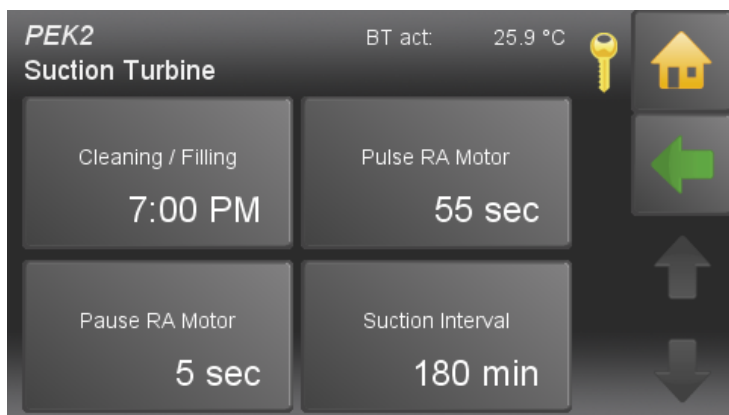 PEK2
BT act: 25.9 °C
Suction Turbine
Cleaning / Filling
7:00 PM
Pulse RA Motor
55 sec
Pause RA Motor
5 sec
Suction Interval
180 min